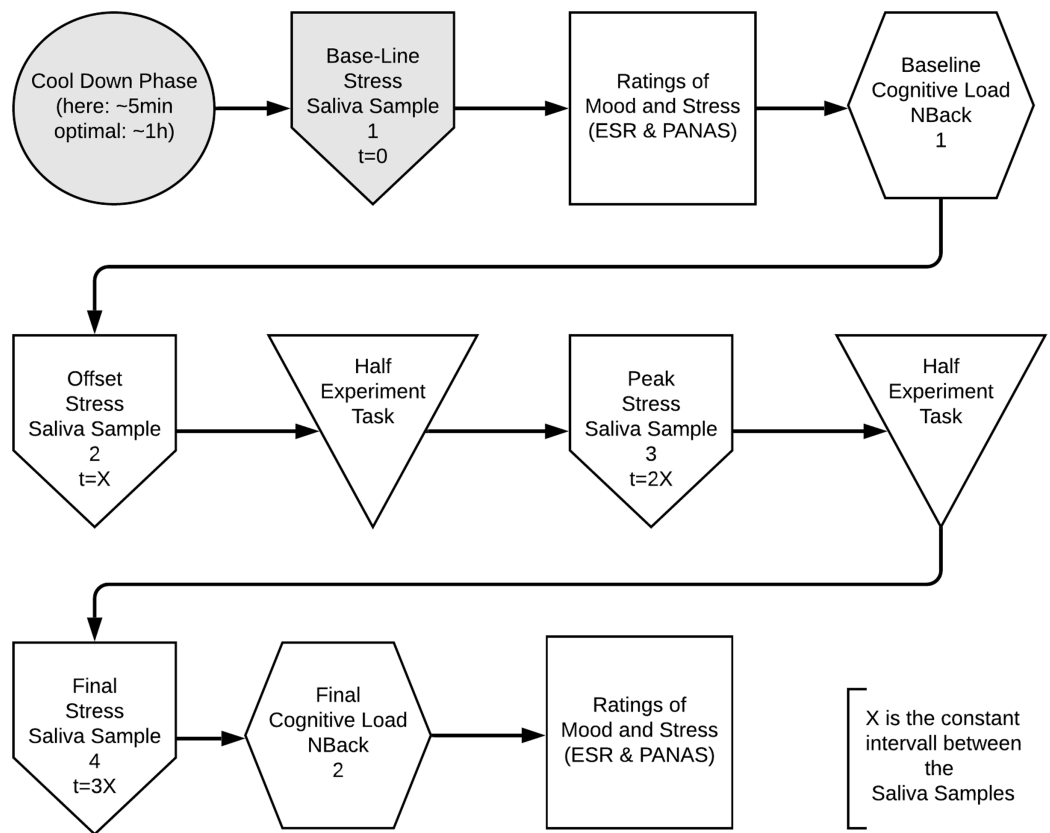 Cool Down Phase
(here: ~5min
optimal: ~1h)
Base-Line
Stress
Saliva Sample
1
t=0
Ratings of
Mood and Stress
(ESR & PANAS)
Baseline
Cognitive Load
NBack
1
Offset
Stress
Saliva Sample
2
t=X
Half
Experiment
Task
Peak
Stress
Saliva Sample
3
t=2X
Half
Experiment
Task
Final
Stress
Saliva Sample
4
t=3X
Final
Cognitive Load
NBack
2
Ratings of
Mood and Stress
(ESR & PANAS)
X is the constant
intervall between
the
Saliva Samples